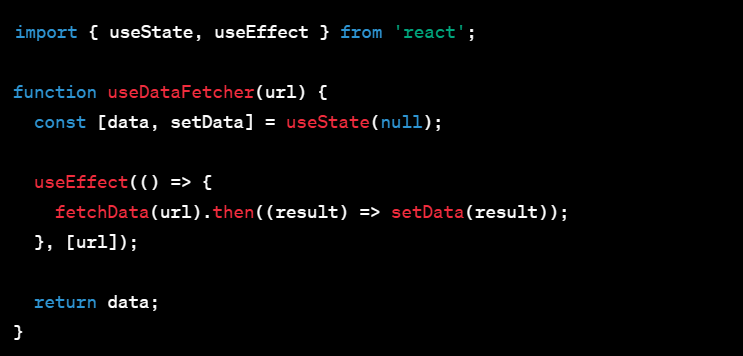 import { useState, useEffect } from 'react';
function useDataFetcher(url) {
const [data, setData] = useState(null);
useEffect(() => {
fetchData(url).then((result) => setData(result));
}, [url]);
return data;
}